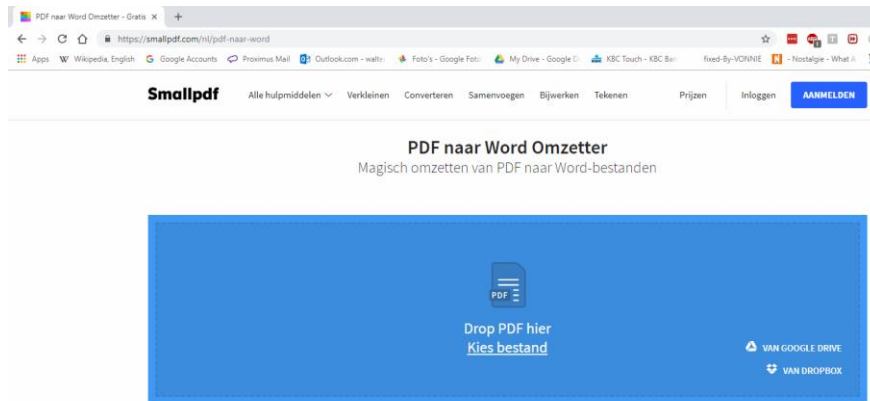 PDF naar Word Omzetter - Gratis
https://smallpdf.com/nl/pdf-naar-word
Apps Wikipedia, English Google Accounts Proximus Mail Outlook.com - walte Foto's - Google Foto My Drive - Google D KBC Touch - KBC Ban fixed-By-VONNIE - Nostalgie - What A
Smallpdf Alle hulpmiddelen Verkleinen Converteren Samenvoegen Bijwerken Tekenen Prijzen Inloggen AANMELDEN
PDF naar Word Omzetter
Magisch omzetten van PDF naar Word-bestanden
PDF
Drop PDF hier
Kies bestand
VAN GOOGLE DRIVE
VAN DROPBOX